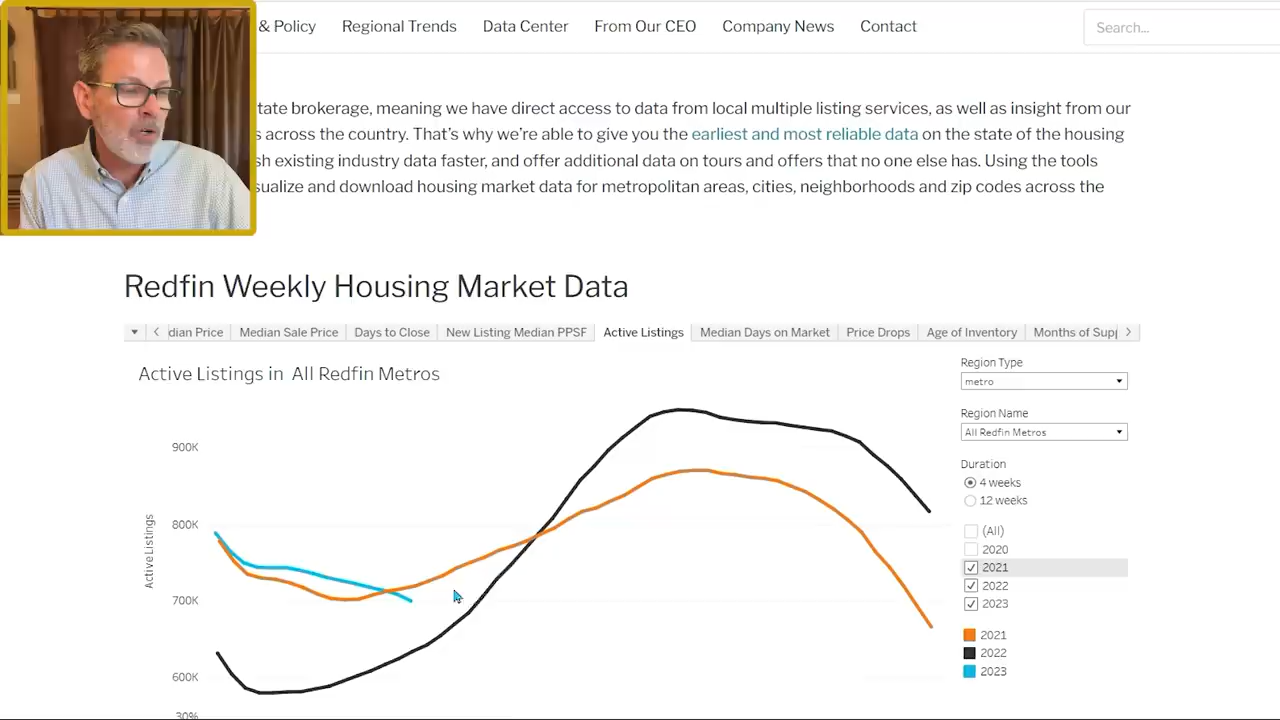 & Policy Regional Trends Data Center From Our CEO Company News Contact Search...
tate brokerage, meaning we have direct access to data from local multiple listing services, as well as insight from our
s across the country. That's why we're able to give you the earliest and most reliable data on the state of the housing
sh existing industry data faster, and offer additional data on tours and offers that no one else has. Using the tools
sualize and download housing market data for metropolitan areas, cities, neighborhoods and zip codes across the
Redfin Weekly Housing Market Data
dian Price Median Sale Price Days to Close New Listing Median PPSF Active Listings Median Days on Market Price Drops Age of Inventory Months of Supp
Active Listings in All Redfin Metros
Region Type
metro
Region Name
All Redfin Metros
Duration
4 weeks
12 weeks
(All)
2020
2021
2022
2023
2021
2022
2023
Active Listings
900K
800K
700K
600K
30%